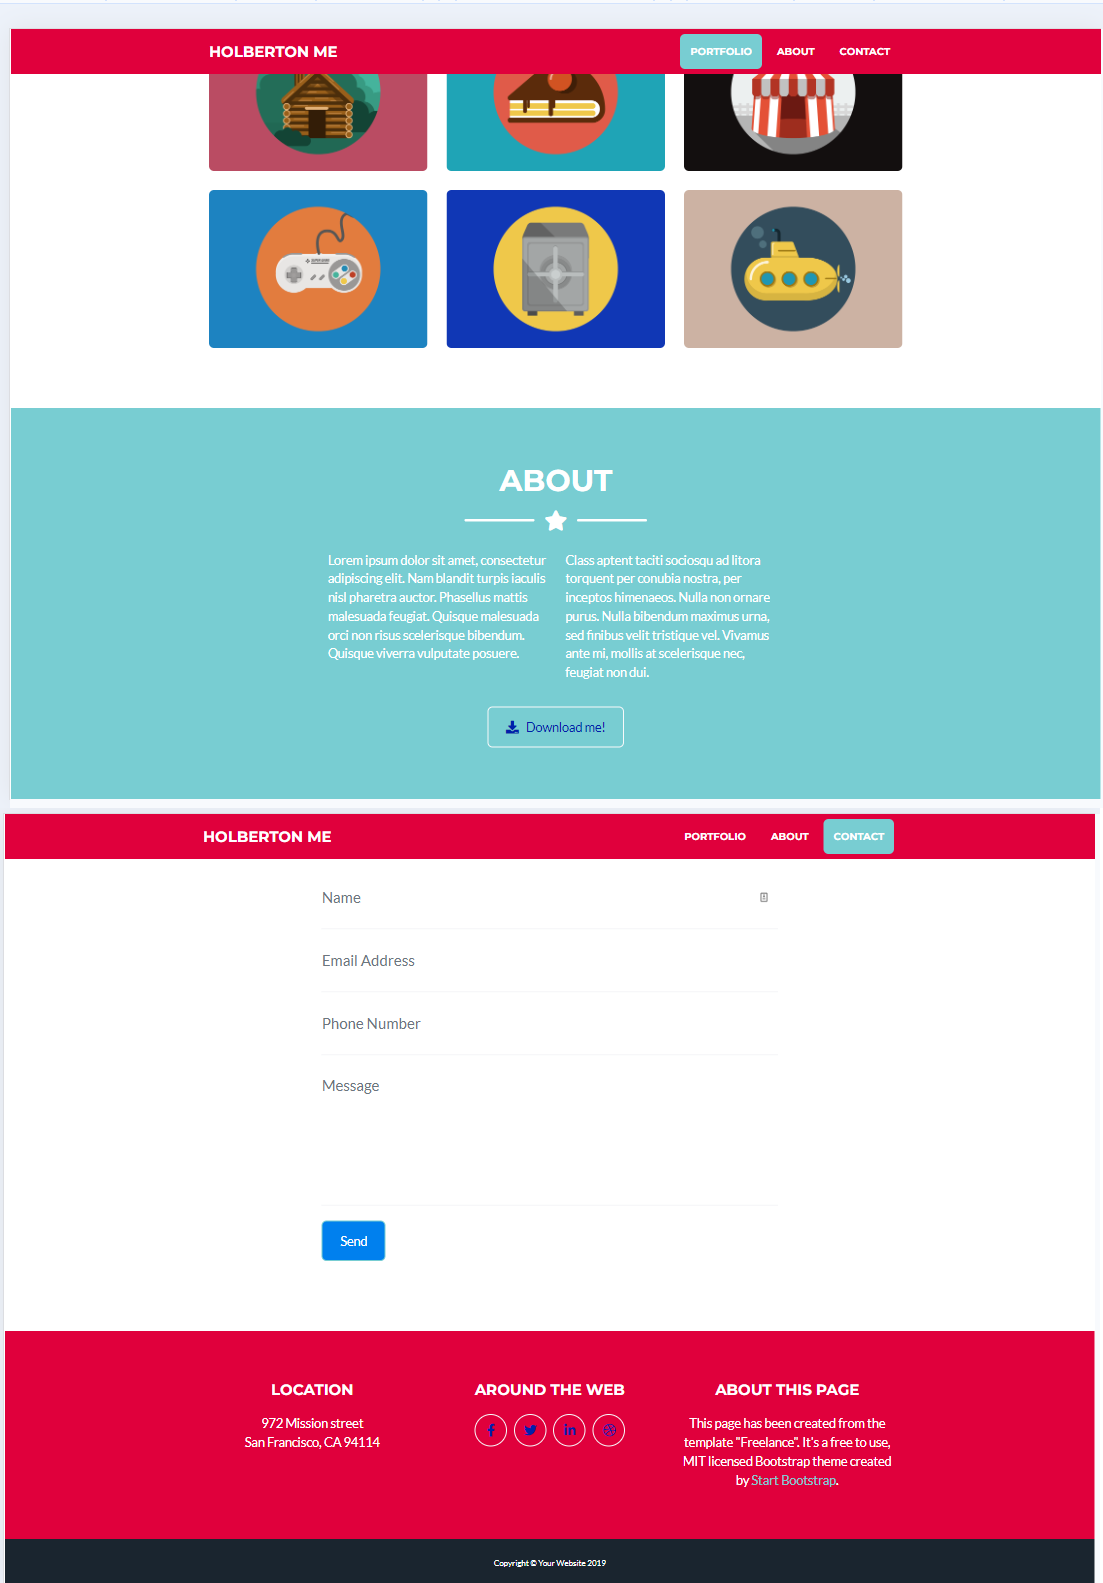 HOLBERTON ME
PORTFOLIO
ABOUT
CONTACT
ABOUT
Lorem ipsum dolor sit amet, consectetur
adipiscing elit. Nam blandit turpis iaculis
nisl pharetra auctor. Phasellus mattis
malesuada feugiat. Quisque malesuada
orci non risus scelerisque bibendum.
Quisque viverra vulputate posuere.
Class aptent taciti sociosqu ad litora
torquent per conubia nostra, per
inceptos himenaeos. Nulla non ornare
purus. Nulla bibendum maximus urna,
sed finibus velit tristique vel. Vivamus
ante mi, mollis at scelerisque nec,
feugiat non dui.
Download me!
HOLBERTON ME
PORTFOLIO
ABOUT
CONTACT
Name
Email Address
Phone Number
Message
Send
LOCATION
972 Mission street
San Francisco, CA 94114
AROUND THE WEB
ABOUT THIS PAGE
This page has been created from the
template "Freelance". It's a free to use,
MIT licensed Bootstrap theme created
by Start Bootstrap.
Copyright © Your Website 2019